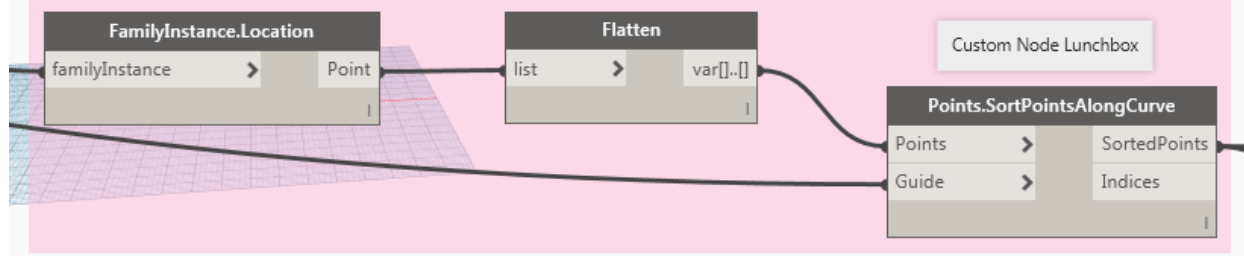 FamilyInstance.Location
familyInstance > Point
l
Flatten
list > var[]..[]
l
Custom Node Lunchbox
Points.SortPointsAlongCurve
Points > SortedPoints
Guide > Indices
l